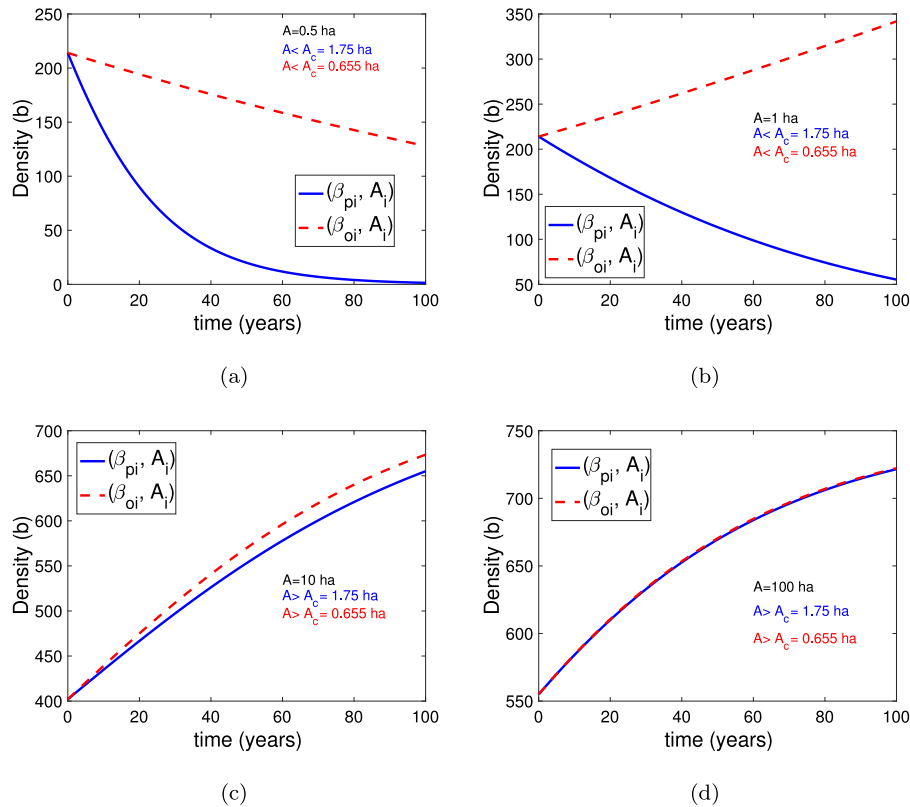 250
200
150
100
50
0
Density (b)
A=0.5 ha
A< A_c = 1.75 ha
A< A_c = 0.655 ha
(β_pi, A_i)
(β_oi, A_i)
0 20 40 60 80 100
time (years)
(a)
350
300
250
200
150
100
50
Density (b)
A=1 ha
A< A_c = 1.75 ha
A< A_c = 0.655 ha
(β_pi, A_i)
(β_oi, A_i)
0 20 40 60 80 100
time (years)
(b)
700
650
600
550
500
450
400
Density (b)
(β_pi, A_i)
(β_oi, A_i)
A=10 ha
A> A_c = 1.75 ha
A> A_c = 0.655 ha
0 20 40 60 80 100
time (years)
(c)
750
700
650
600
550
Density (b)
(β_pi, A_i)
(β_oi, A_i)
A=100 ha
A> A_c = 1.75 ha
A> A_c = 0.655 ha
0 20 40 60 80 100
time (years)
(d)